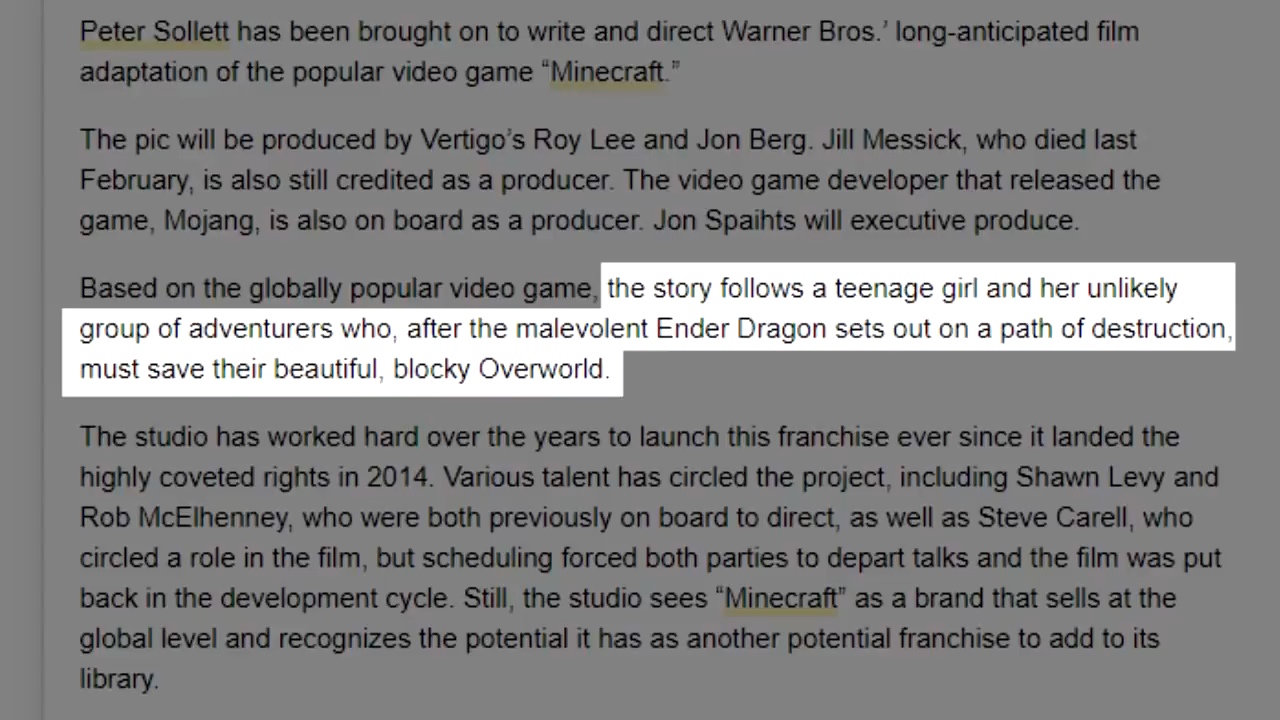 Peter Sollett has been brought on to write and direct Warner Bros.’ long-anticipated film
adaptation of the popular video game “Minecraft.”
The pic will be produced by Vertigo’s Roy Lee and Jon Berg. Jill Messick, who died last
February, is also still credited as a producer. The video game developer that released the
game, Mojang, is also on board as a producer. Jon Spaihts will executive produce.
Based on the globally popular video game, the story follows a teenage girl and her unlikely
group of adventurers who, after the malevolent Ender Dragon sets out on a path of destruction,
must save their beautiful, blocky Overworld.
The studio has worked hard over the years to launch this franchise ever since it landed the
highly coveted rights in 2014. Various talent has circled the project, including Shawn Levy and
Rob McElhenney, who were both previously on board to direct, as well as Steve Carell, who
circled a role in the film, but scheduling forced both parties to depart talks and the film was put
back in the development cycle. Still, the studio sees “Minecraft” as a brand that sells at the
global level and recognizes the potential it has as another potential franchise to add to its
library.